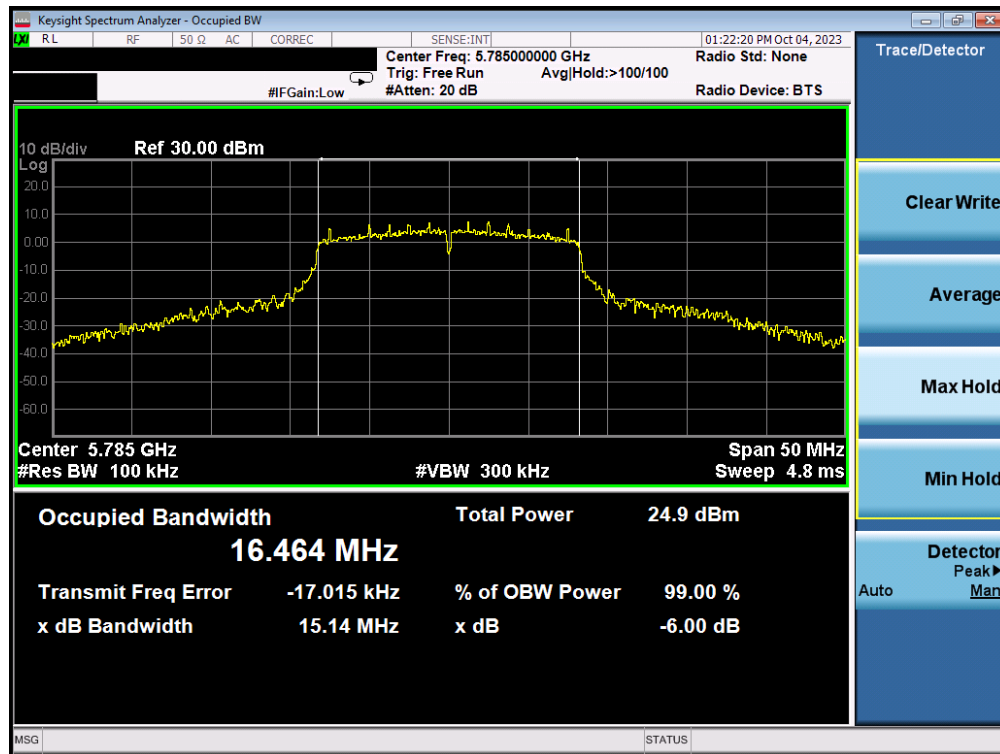 Keysight Spectrum Analyzer - Occupied BW
LXI RL RF 50 Ω AC CORREC SENSE:INT 01:22:20 PM Oct 04, 2023
Center Freq: 5.785000000 GHz Radio Std: None
Trig: Free Run Avg|Hold:>100/100
#IFGain:Low #Atten: 20 dB Radio Device: BTS
Trace/Detector
10 dB/div Ref 30.00 dBm
Log
20.0
10.0
0.00
-10.0
-20.0
-30.0
-40.0
-50.0
-60.0
Center 5.785 GHz Span 50 MHz
#Res BW 100 kHz #VBW 300 kHz Sweep 4.8 ms
Occupied Bandwidth Total Power 24.9 dBm
16.464 MHz
Transmit Freq Error -17.015 kHz % of OBW Power 99.00 %
x dB Bandwidth 15.14 MHz x dB -6.00 dB
Clear Write
Average
Max Hold
Min Hold
Detector
Peak▶
Auto Man
MSG STATUS